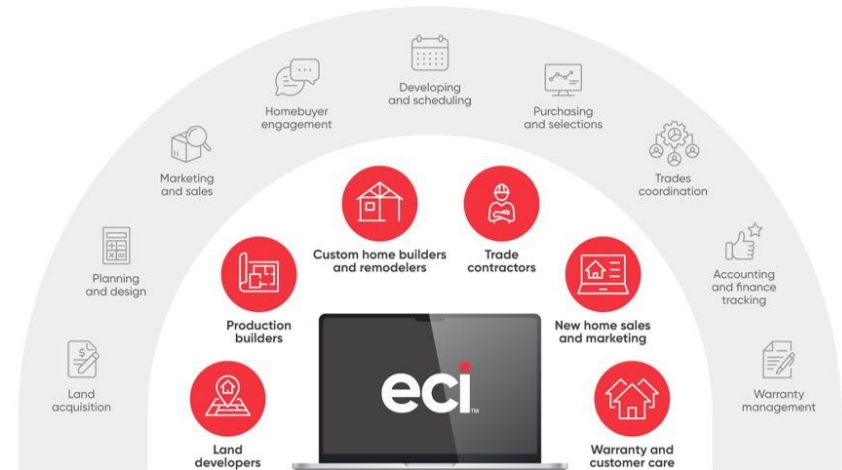 Developing
and scheduling
Homebuyer
engagement
Purchasing
and selections
Marketing
and sales
Trades
coordination
Planning
and design
Accounting
and finance
tracking
Land
acquisition
Warranty
management
Custom home builders
and remodelers
Trade
contractors
Production
builders
New home sales
and marketing
Land
developers
Warranty and
customer care
eci
TM